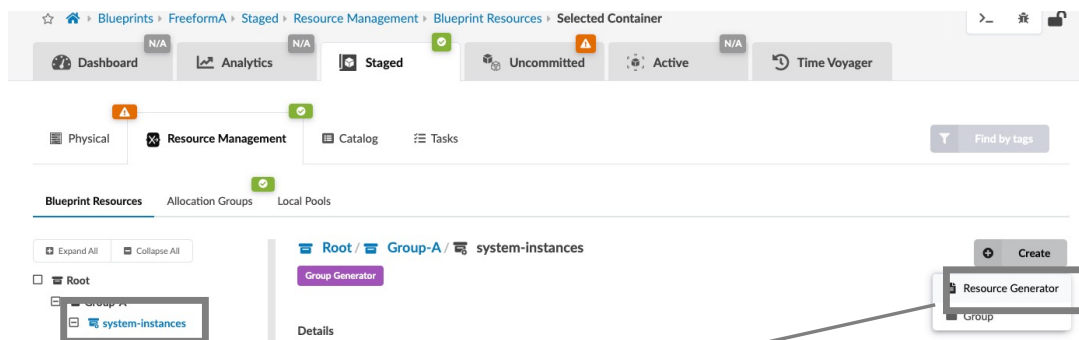 Blueprints FreeformA Staged Resource Management Blueprint Resources Selected Container
N/A N/A N/A
Dashboard Analytics Staged Uncommitted Active Time Voyager
Physical Resource Management Catalog Tasks Find by tags
Blueprint Resources Allocation Groups Local Pools
Expand All Collapse All Root / Group-A / system-instances Create
Group Generator
Root Resource Generator
Group-A Group
system-instances Details